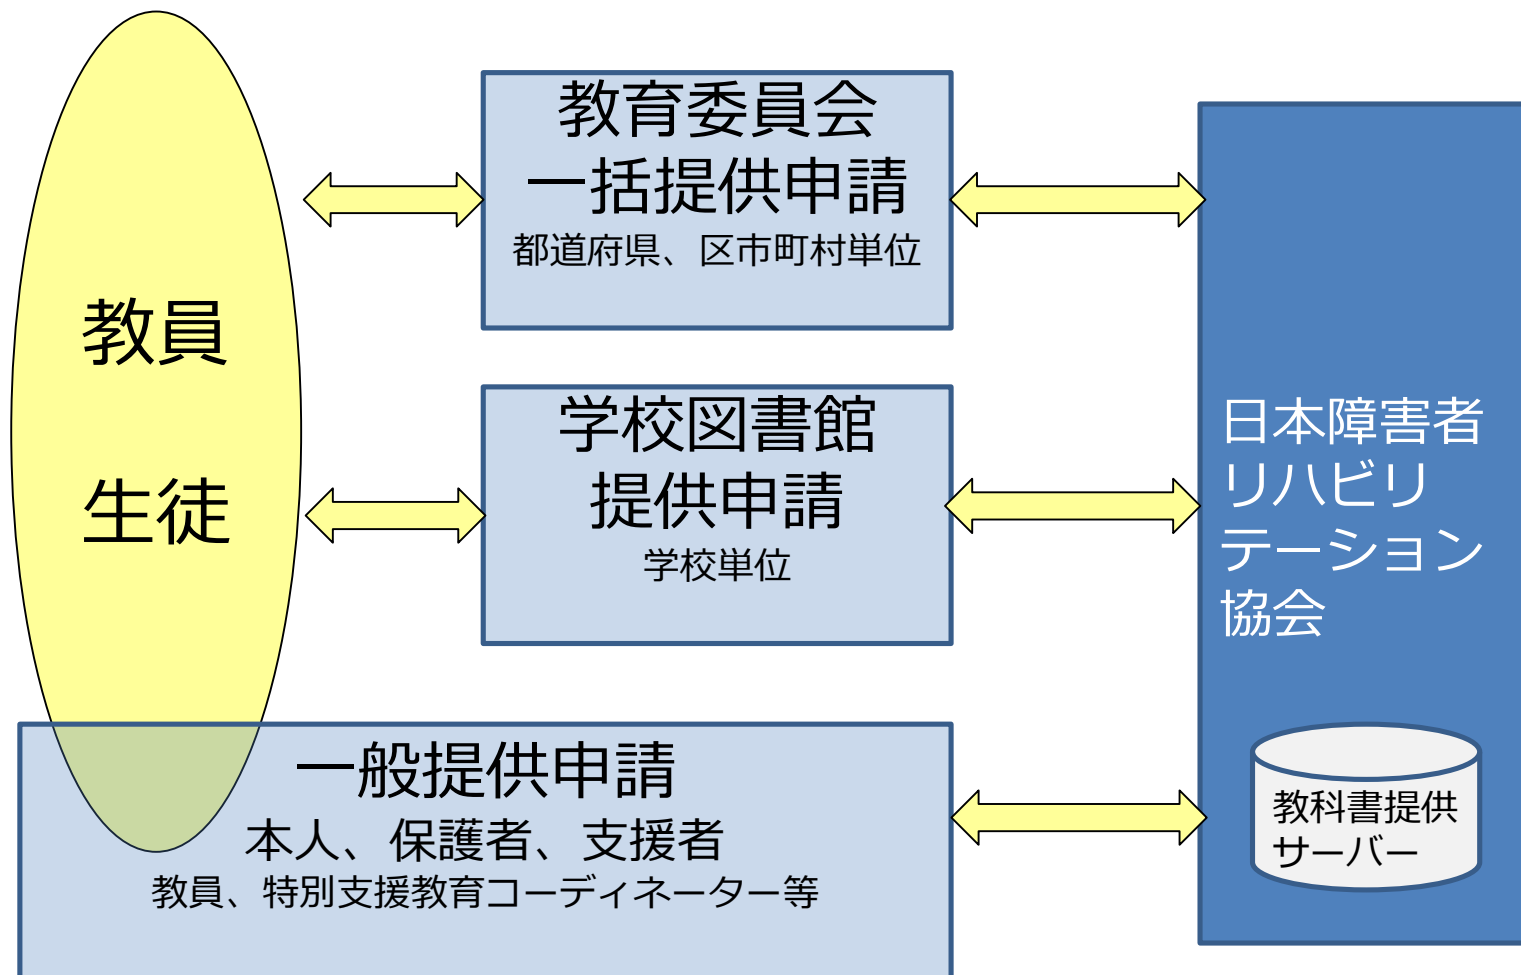 教員
生徒
教育委員会
一括提供申請
都道府県、区市町村単位
学校図書館
提供申請
学校単位
一般提供申請
本人、保護者、支援者
教員、特別支援教育コーディネーター等
日本障害者
リハビリ
テーション
協会
教科書提供
サーバー